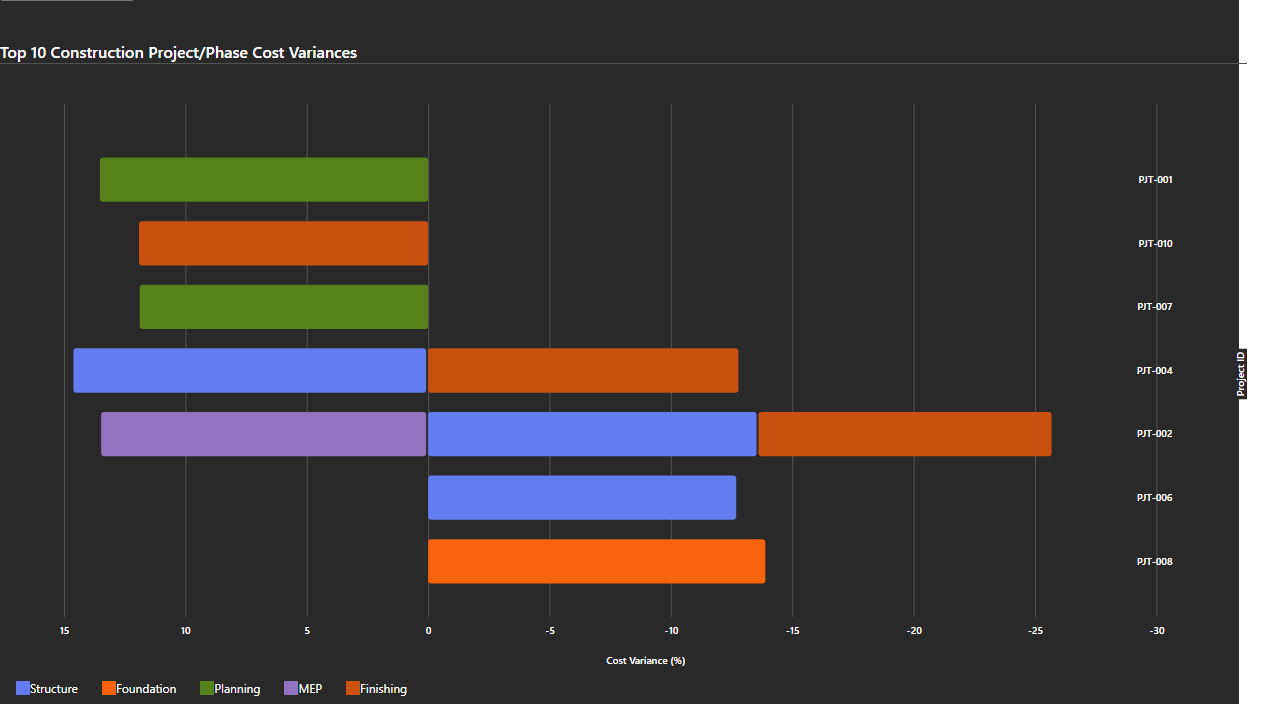 Top 10 Construction Project/Phase Cost Variances
PJT-001
PJT-010
PJT-007
PJT-004
PJT-002
PJT-006
PJT-008
Project ID
15 10 5 0 -5 -10 -15 -20 -25 -30
Cost Variance (%)
Structure Foundation Planning MEP Finishing